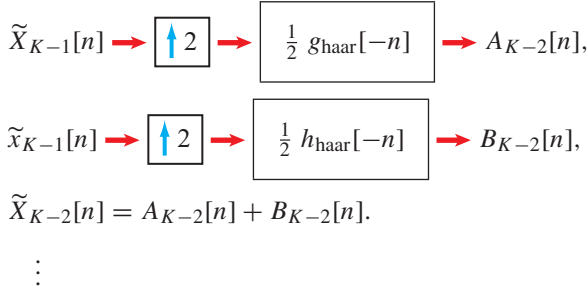 X̃_{K−1}[n] → ↑2 → ½ g_haar[−n] → A_{K−2}[n],
x̃_{K−1}[n] → ↑2 → ½ h_haar[−n] → B_{K−2}[n],
X̃_{K−2}[n] = A_{K−2}[n] + B_{K−2}[n].
⋮